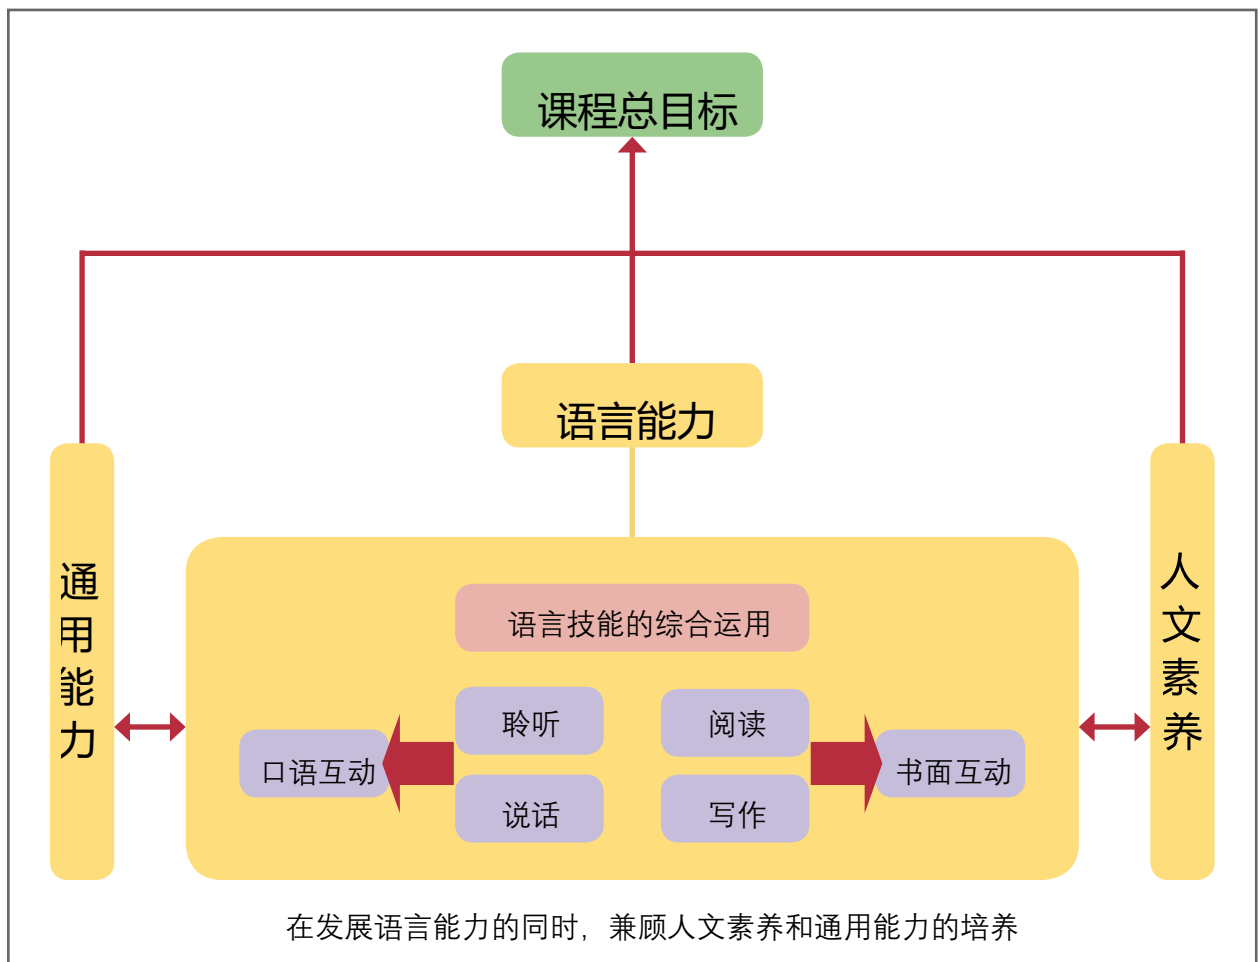 课程总目标
语言能力
通用能力
人文素养
语言技能的综合运用
聆听
阅读
口语互动
书面互动
说话
写作
在发展语言能力的同时，兼顾人文素养和通用能力的培养